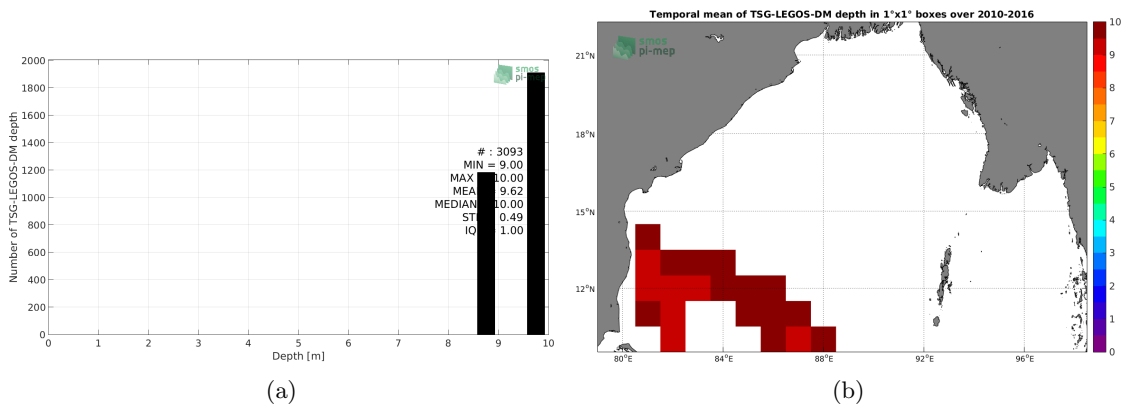 Temporal mean of TSG-LEGOS-DM depth in 1°x1° boxes over 2010-2016
smos
pi-mep
2000
1800
1600
1400
1200
1000
800
600
400
200
0
Number of TSG-LEGOS-DM depth
# : 3093
MIN = 9.00
MAX 10.00
MEA 9.62
MEDIAN 10.00
ST 0.49
IQ 1.00
0 1 2 3 4 5 6 7 8 9 10
Depth [m]
(a)
smos
pi-mep
21°N
18°N
15°N
12°N
80°E 84°E 88°E 92°E 96°E
10
9
8
7
6
5
4
3
2
1
0
(b)